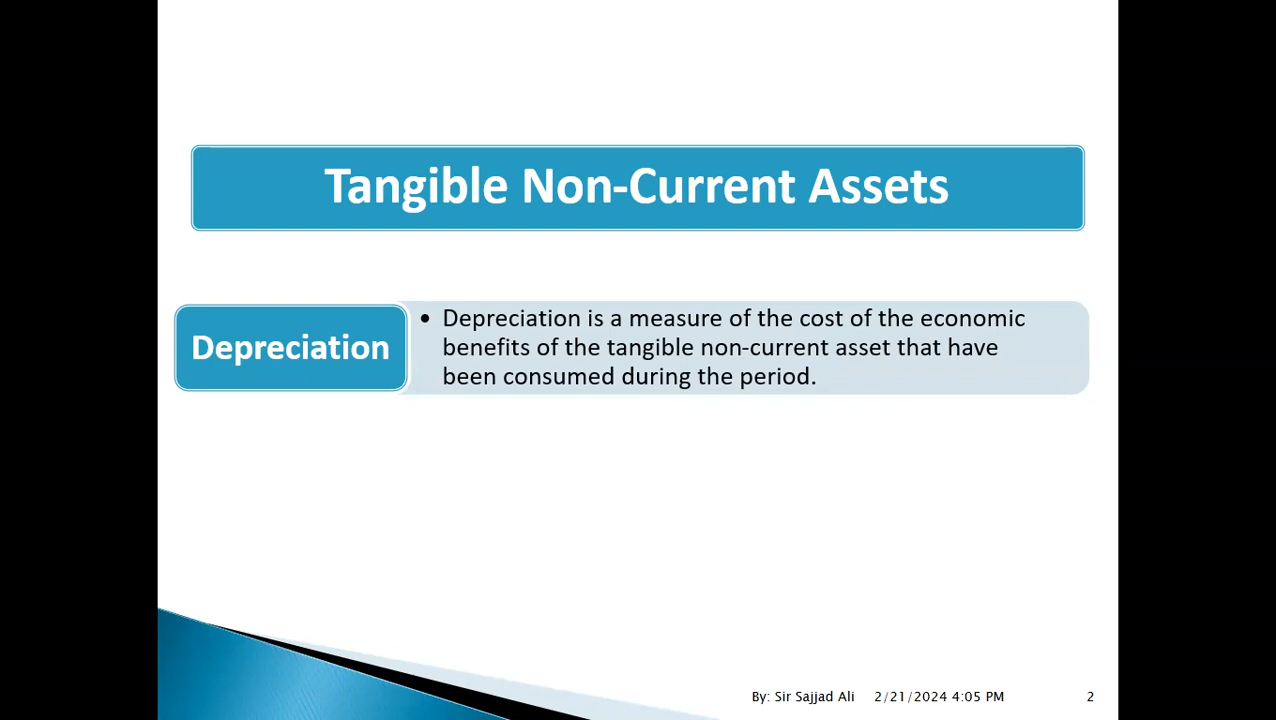 Tangible Non-Current Assets
Depreciation
• Depreciation is a measure of the cost of the economic
benefits of the tangible non-current asset that have
been consumed during the period.
By: Sir Sajjad Ali 2/21/2024 4:05 PM 2